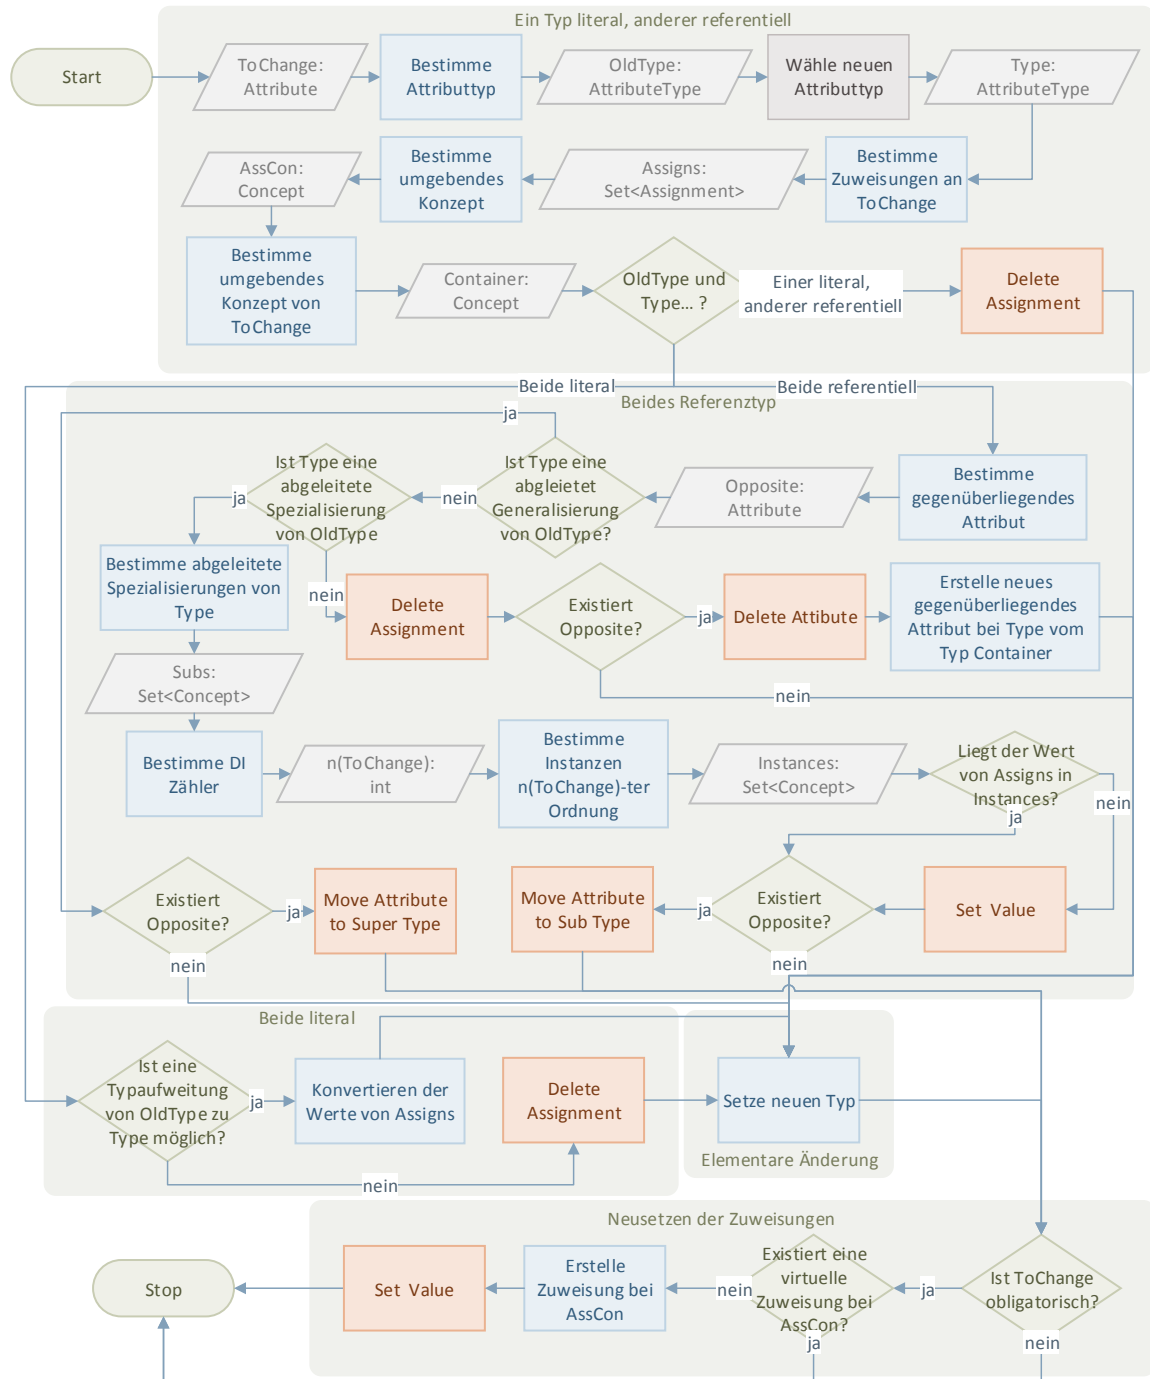 Ein Typ literal, anderer referentiell
Start
ToChange:
Attribute
Bestimme
Attributtyp
OldType:
AttributeType
Wähle neuen
Attributtyp
Type:
AttributeType
AssCon:
Concept
Bestimme
umgebendes
Konzept
Assigns:
Set<Assignment>
Bestimme
Zuweisungen an
ToChange
Bestimme
umgebendes
Konzept von
ToChange
Container:
Concept
OldType und
Type... ?
Einer literal,
anderer referentiell
Delete
Assignment
Beide literal
Beide referentiell
Beides Referenztyp
ja
Ist Type eine
abgeleitete
Spezialisierung
von OldType
nein
Ist Type eine
abgleietet
Generalisierung
von OldType?
Opposite:
Attribute
Bestimme
gegenüberliegendes
Attribut
ja
Bestimme abgeleitete
Spezialisierungen von
Type
nein
Delete
Assignment
Existiert
Opposite?
ja
Delete Attibute
Erstelle neues
gegenüberliegendes
Attribut bei Type vom
Typ Container
nein
Subs:
Set<Concept>
Bestimme DI
Zähler
n(ToChange):
int
Bestimme
Instanzen
n(ToChange)-ter
Ordnung
Instances:
Set<Concept>
Liegt der Wert
von Assigns in
Instances?
nein
ja
Existiert
Opposite?
ja
Move Attribute
to Super Type
Move Attribute
to Sub Type
ja
Existiert
Opposite?
Set Value
nein
nein
Beide literal
Ist eine
Typaufweitung
von OldType zu
Type möglich?
ja
Konvertieren der
Werte von Assigns
Delete
Assignment
Setze neuen Typ
nein
Elementare Änderung
Neusetzen der Zuweisungen
Stop
Set Value
Erstelle
Zuweisung bei
AssCon
nein
Existiert eine
virtuelle
Zuweisung bei
AssCon?
ja
Ist ToChange
obligatorisch?
ja
nein